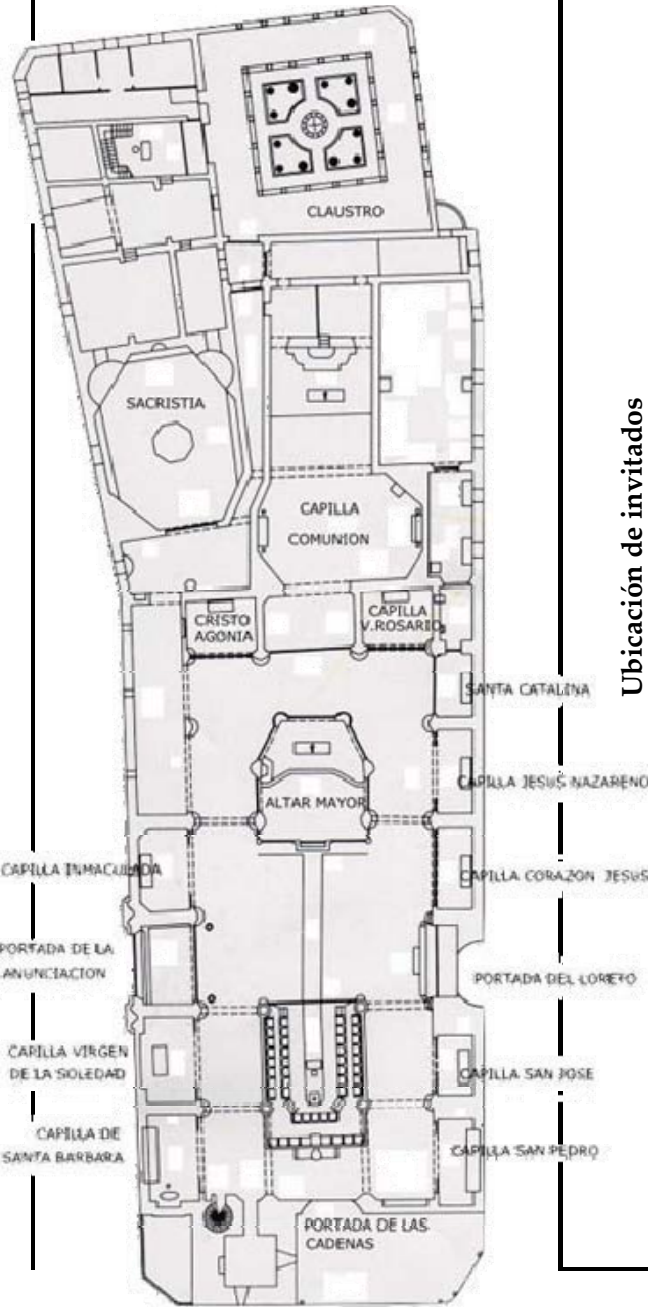 CLAUSTRO
SACRISTIA
CAPILLA
COMUNION
CRISTO
AGONIA
CAPILLA
V.ROSARIO
SANTA CATALINA
CAPILLA JESUS NAZARENO
ALTAR MAYOR
CAPILLA INMACULADA
CAPILLA CORAZON JESUS
PORTADA DE LA
ANUNCIACION
PORTADA DEL LORETO
CAPILLA VIRGEN
DE LA SOLEDAD
CAPILLA SAN JOSE
CAPILLA DE
SANTA BARBARA
CAPILLA SAN PEDRO
PORTADA DE LAS
CADENAS
Ubicación de invitados